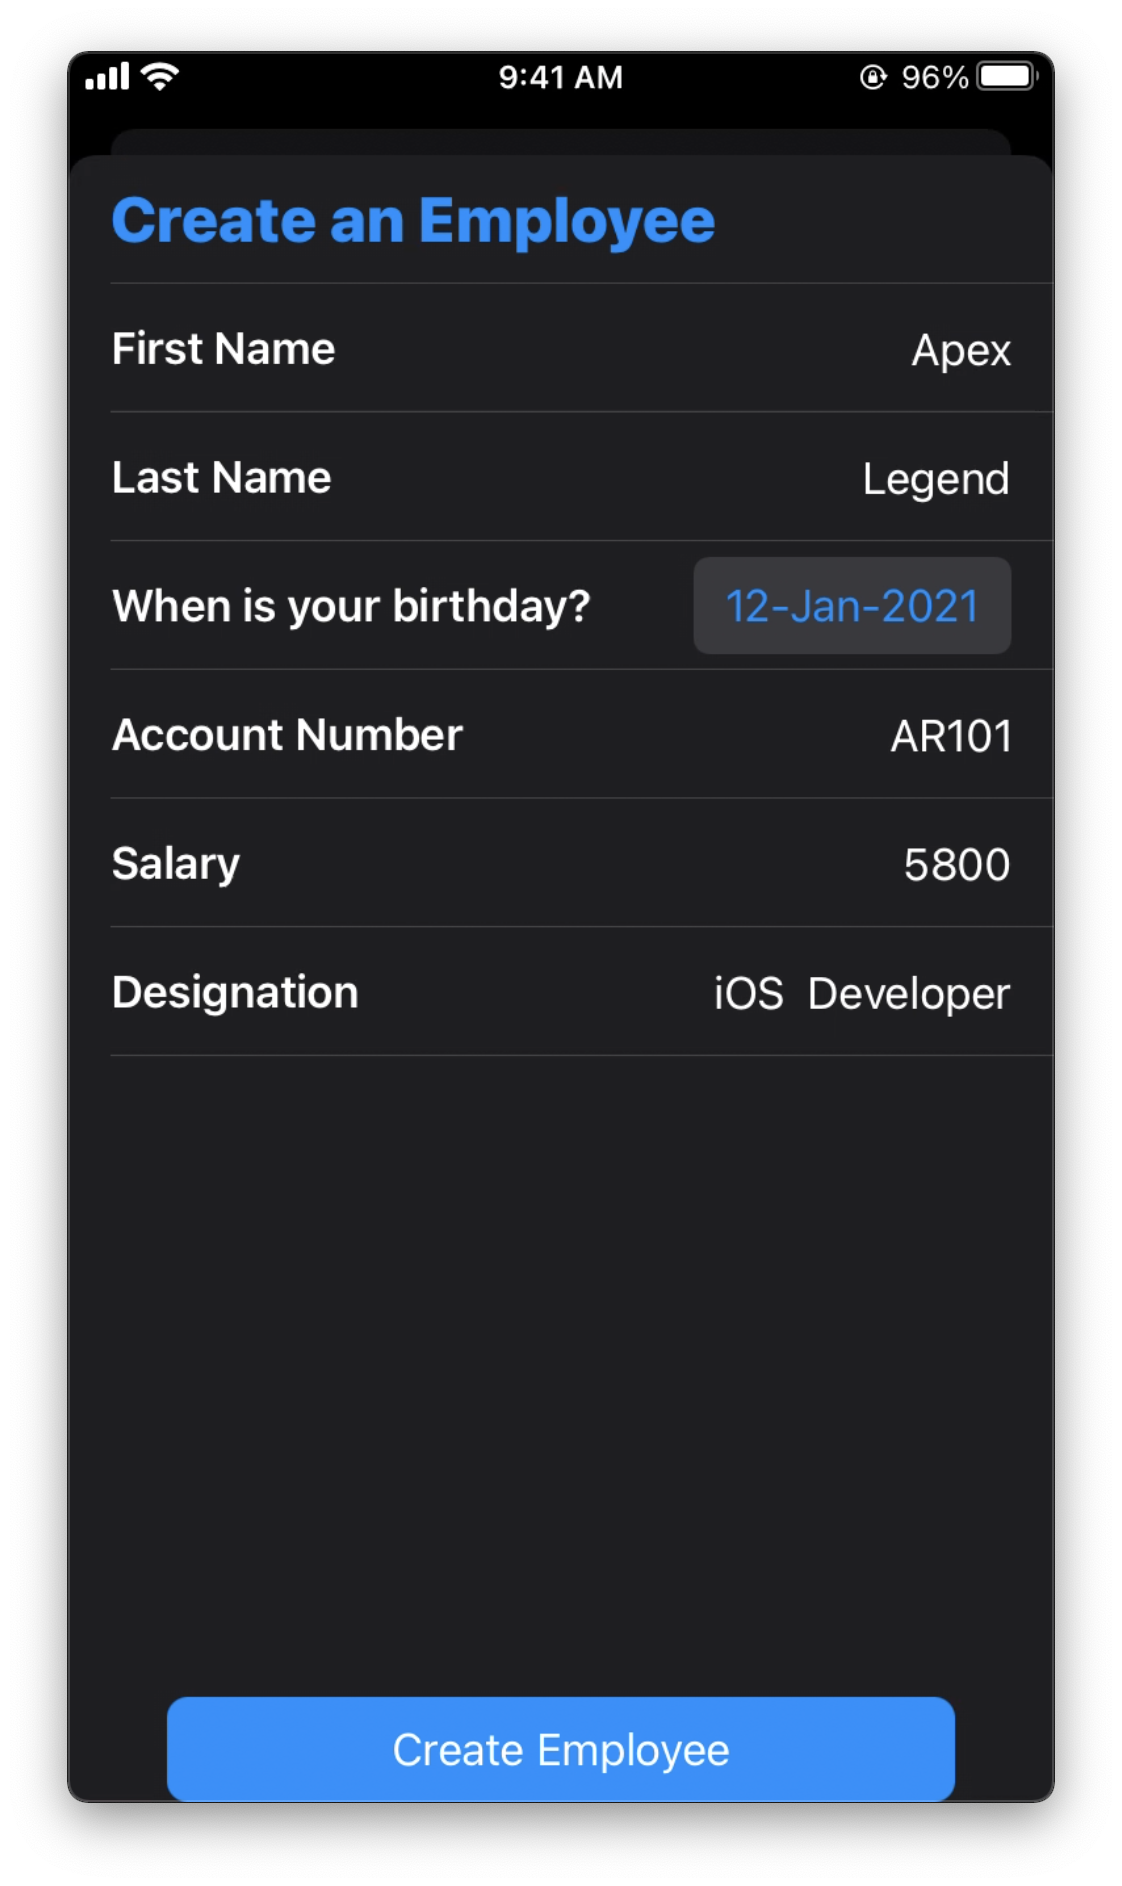 9:41 AM 96%
Create an Employee
First Name Apex
Last Name Legend
When is your birthday? 12-Jan-2021
Account Number AR101
Salary 5800
Designation iOS  Developer
Create Employee